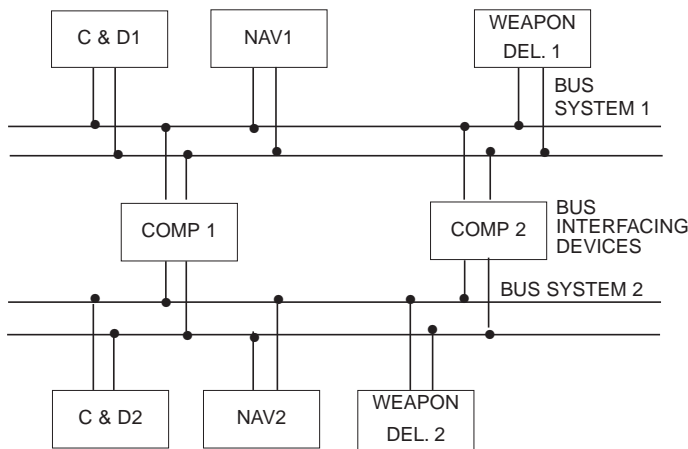 C & D1
NAV1
WEAPON
DEL. 1
BUS
SYSTEM 1
COMP 1
COMP 2
BUS
INTERFACING
DEVICES
BUS SYSTEM 2
C & D2
NAV2
WEAPON
DEL. 2